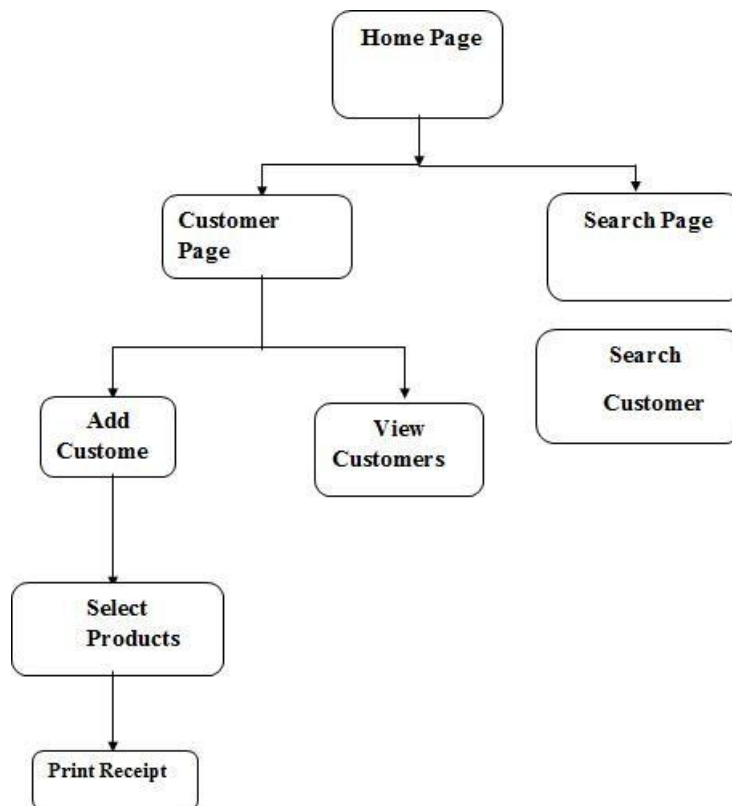 Home Page
Customer
Page
Search Page
Search
Customer
Add
Custome
View
Customers
Select
Products
Print Receipt